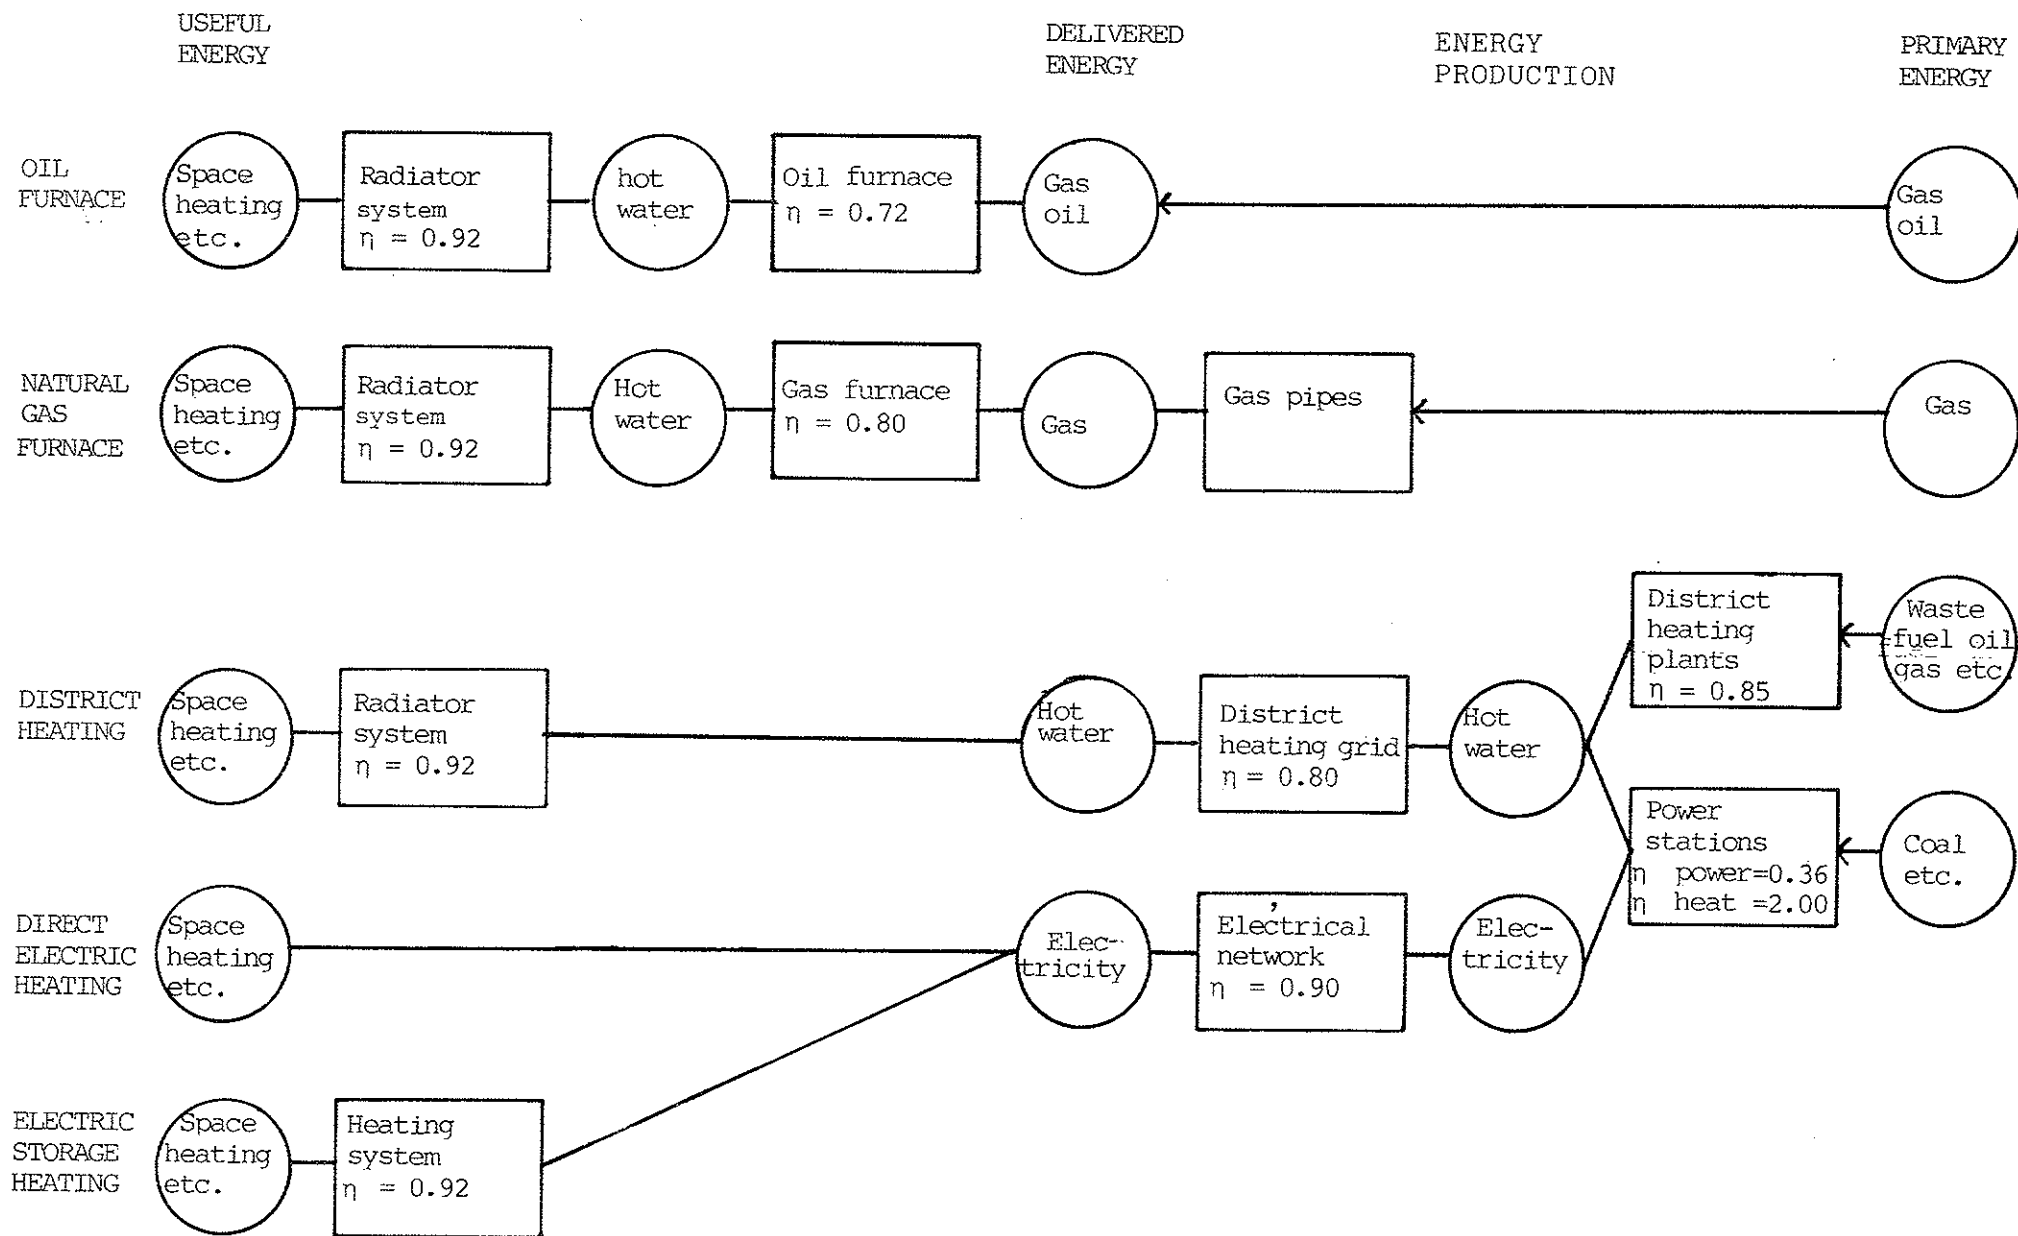 USEFUL
ENERGY
DELIVERED
ENERGY
ENERGY
PRODUCTION
PRIMARY
ENERGY
OIL
FURNACE
Space
heating
etc.
Radiator
system
η = 0.92
hot
water
Oil furnace
η = 0.72
Gas
oil
Gas
oil
NATURAL
GAS
FURNACE
Space
heating
etc.
Radiator
system
η = 0.92
Hot
water
Gas furnace
η = 0.80
Gas
Gas pipes
Gas
DISTRICT
HEATING
Space
heating
etc.
Radiator
system
η = 0.92
Hot
water
District
heating grid
η = 0.80
Hot
water
District
heating
plants
η = 0.85
Waste
fuel oil
gas etc.
Power
stations
η power=0.36
η heat =2.00
Coal
etc.
DIRECT
ELECTRIC
HEATING
Space
heating
etc.
Elec-
tricity
Electrical
network
η = 0.90
Elec-
tricity
ELECTRIC
STORAGE
HEATING
Space
heating
etc.
Heating
system
η = 0.92